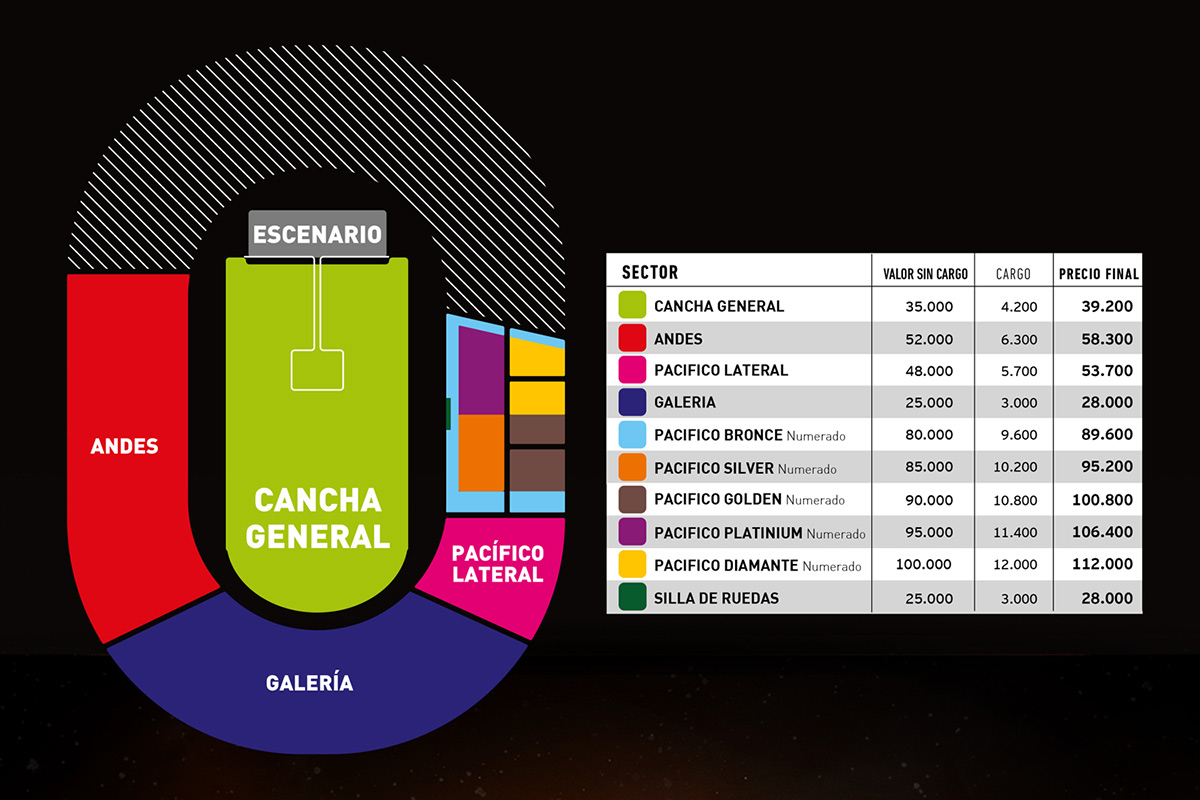 ESCENARIO
ANDES
CANCHA
GENERAL
PACÍFICO
LATERAL
GALERÍA
SECTOR VALOR SIN CARGO CARGO PRECIO FINAL
CANCHA GENERAL 35.000 4.200 39.200
ANDES 52.000 6.300 58.300
PACIFICO LATERAL 48.000 5.700 53.700
GALERIA 25.000 3.000 28.000
PACIFICO BRONCE Numerado 80.000 9.600 89.600
PACIFICO SILVER Numerado 85.000 10.200 95.200
PACIFICO GOLDEN Numerado 90.000 10.800 100.800
PACIFICO PLATINIUM Numerado 95.000 11.400 106.400
PACIFICO DIAMANTE Numerado 100.000 12.000 112.000
SILLA DE RUEDAS 25.000 3.000 28.000